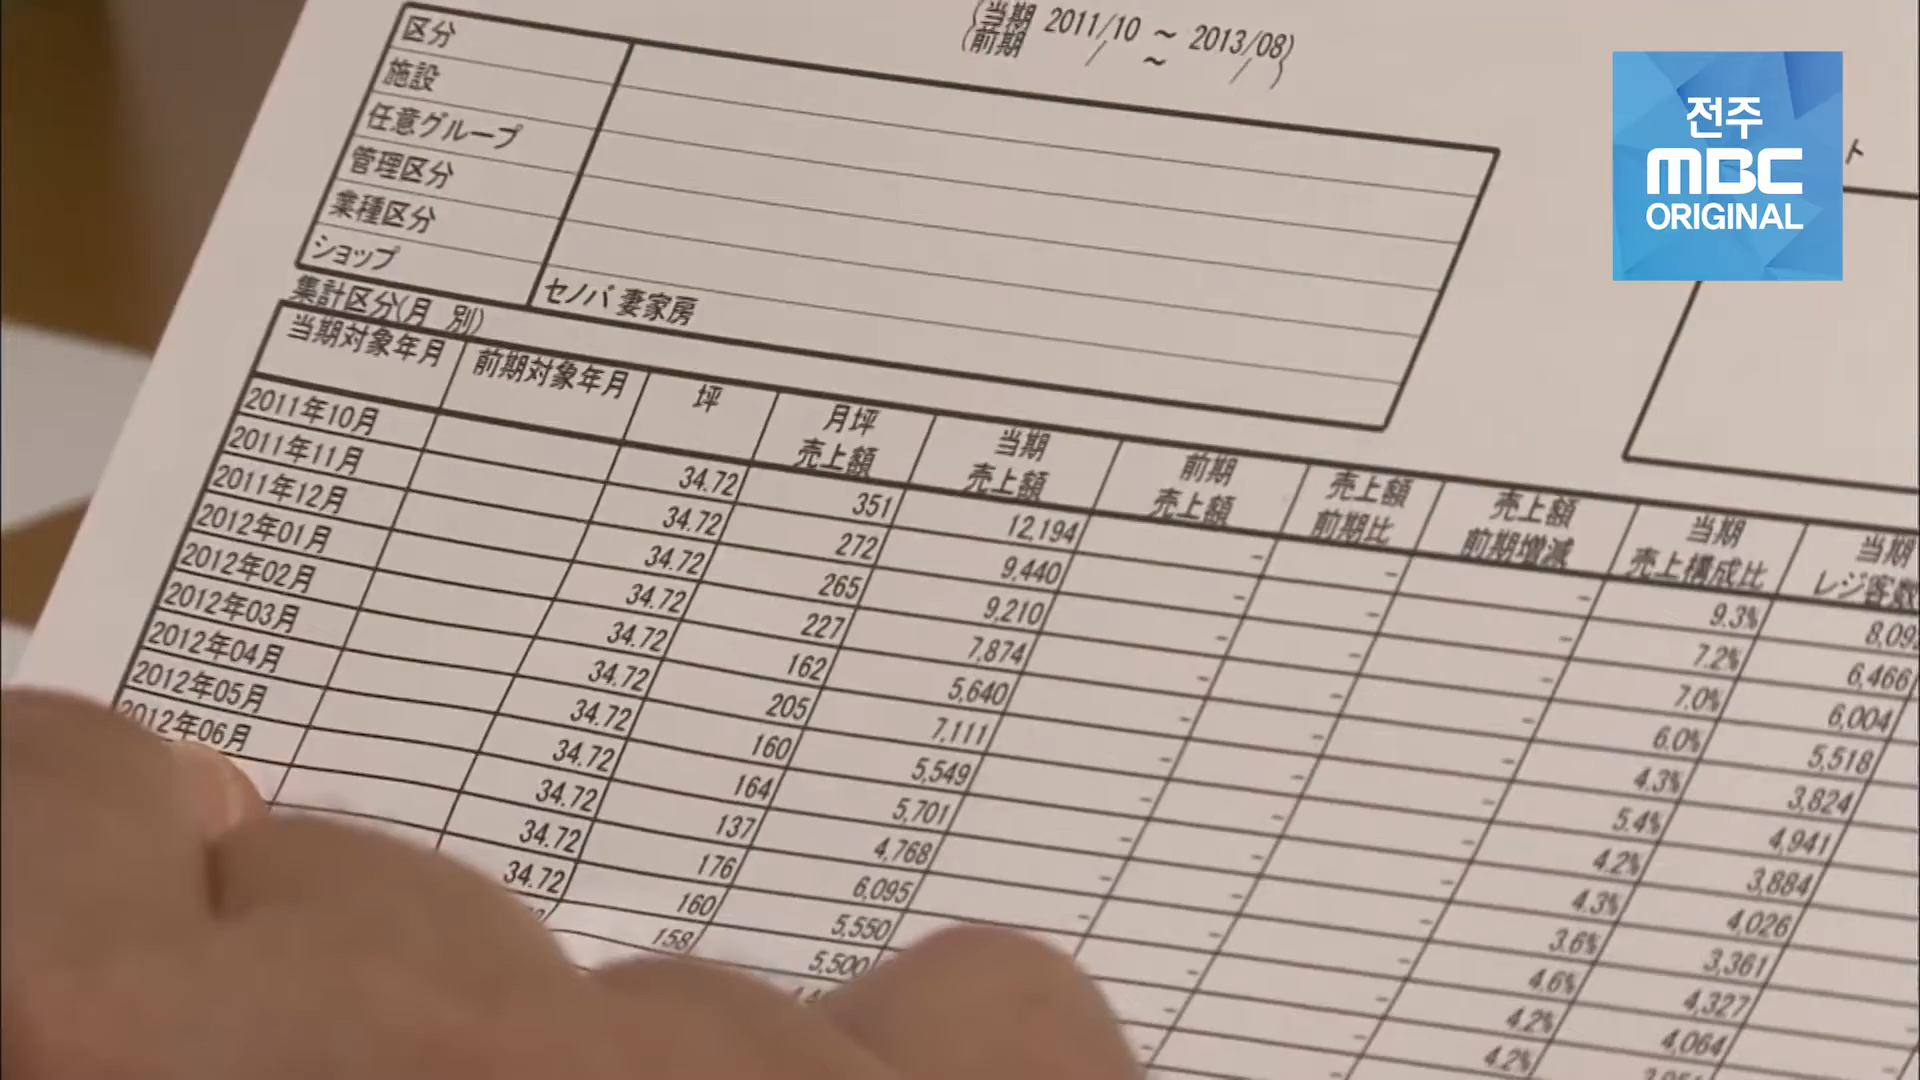 (当期 2011/10 ~ 2013/08)
(前期 / ~ /)
区分
施設
任意グループ
管理区分
業種区分
ショップ セノバ 妻家房
集計区分(月 別)
当期対象年月 前期対象年月 坪 月坪売上額 当期売上額 前期売上額 売上額前期比 売上額前期増減 当期売上構成比 当期レジ客数
2011年10月 34.72 351 12,194 - - - 9.3%
2011年11月 34.72 272 9,440 - - - 7.2% 6,466
2011年12月 34.72 265 9,210 - - - 7.0% 6,004
2012年01月 34.72 227 7,874 - - - 6.0% 5,518
2012年02月 34.72 162 5,640 - - - 4.3% 3,824
2012年03月 34.72 205 7,111 - - - 5.4% 4,941
2012年04月 34.72 160 5,549 - - - 4.2% 3,884
2012年05月 34.72 164 5,701 - - - 4.3% 4,026
2012年06月 34.72 137 4,768 - - - 3.6% 3,361
34.72 176 6,095 - - - 4.6% 4,327
34.72 160 5,550 - - - 4.2% 4,064
158 5,500 - - - 4.2%
ト
전주
MBC
ORIGINAL